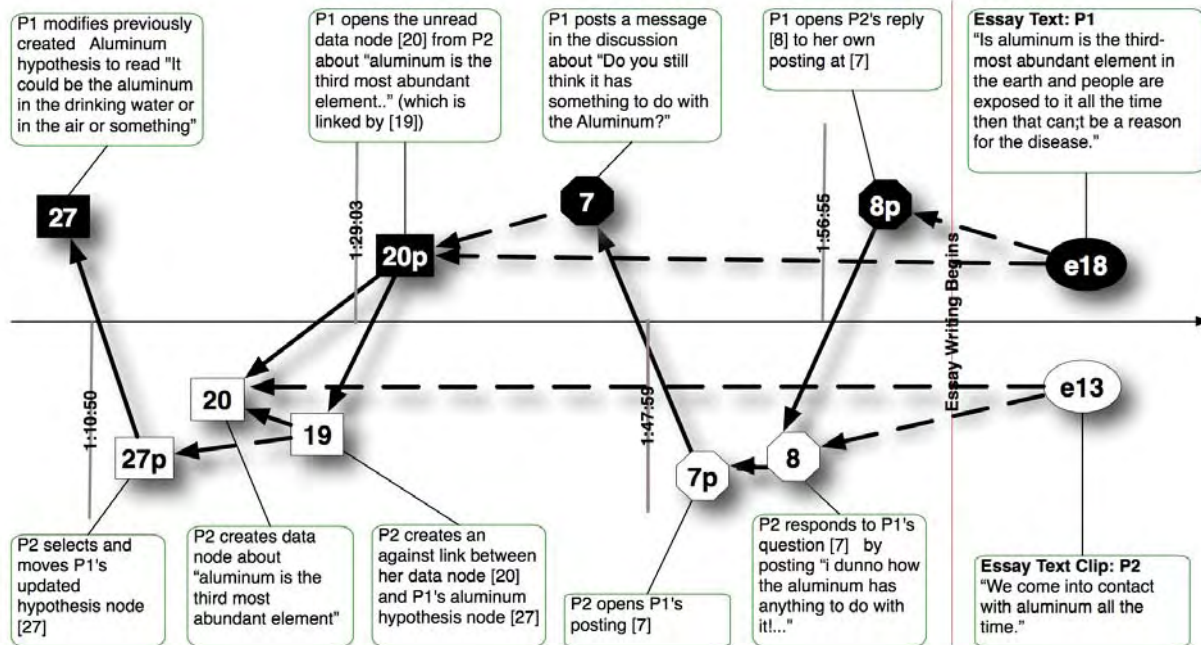 P1 modifies previously
created Aluminum
hypothesis to read "It
could be the aluminum
in the drinking water or
in the air or something"
P1 opens the unread
data node [20] from P2
about "aluminum is the
third most abundant
element.." (which is
linked by [19])
P1 posts a message
in the discussion
about "Do you still
think it has
something to do with
the Aluminum?"
P1 opens P2's reply
[8] to her own
posting at [7]
Essay Text: P1
"Is aluminum is the third-
most abundant element in
the earth and people are
exposed to it all the time
then that can;t be a reason
for the disease."
27
1:29:03
20p
7
1:56:55
8p
e18
Essay Writing Begins
1:10:50
27p
20
19
1:47:59
7p
8
e13
P2 selects and
moves P1's
updated
hypothesis node
[27]
P2 creates data
node about
"aluminum is the
third most
abundant element"
P2 creates an
against link between
her data node [20]
and P1's aluminum
hypothesis node [27]
P2 opens P1's
posting [7]
P2 responds to P1's
question [7] by
posting "i dunno how
the aluminum has
anything to do with
it!..."
Essay Text Clip: P2
"We come into contact
with aluminum all the
time."